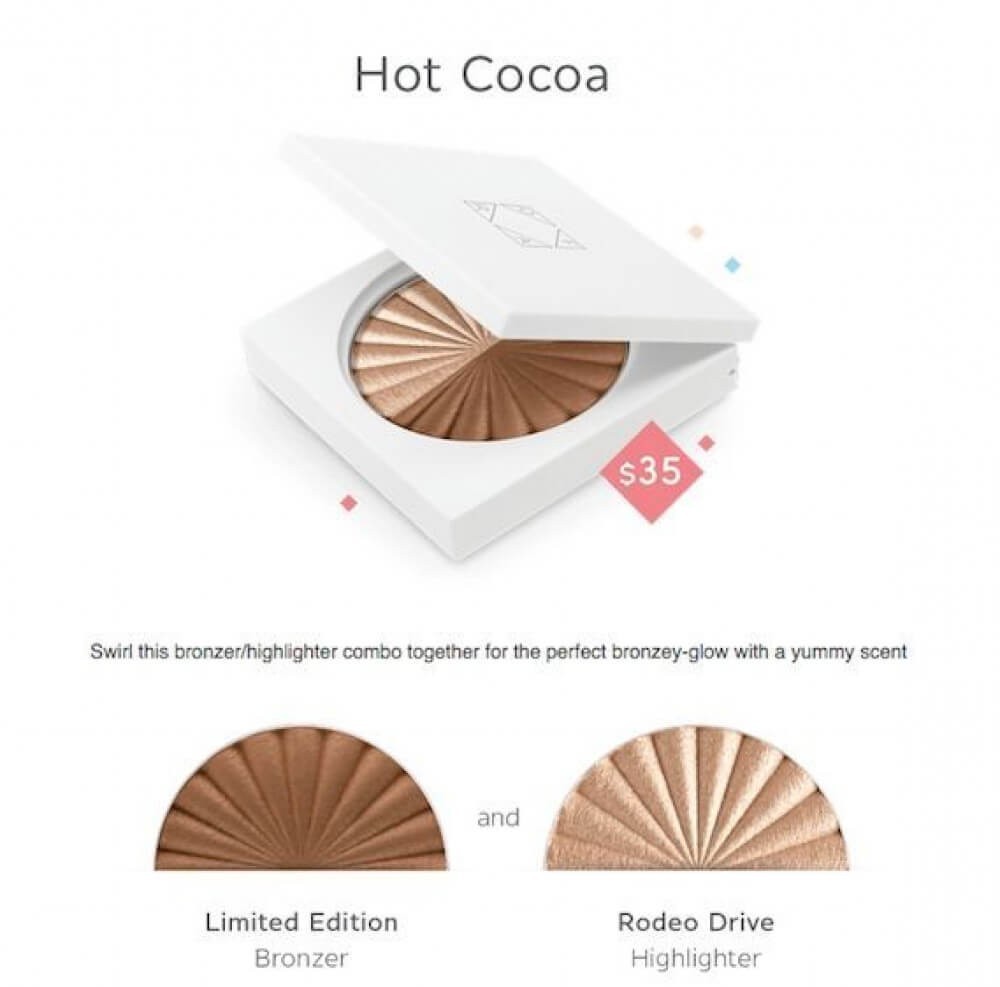 Hot Cocoa
$35
Swirl this bronzer/highlighter combo together for the perfect bronzey-glow with a yummy scent
and
Limited Edition
Bronzer
Rodeo Drive
Highlighter